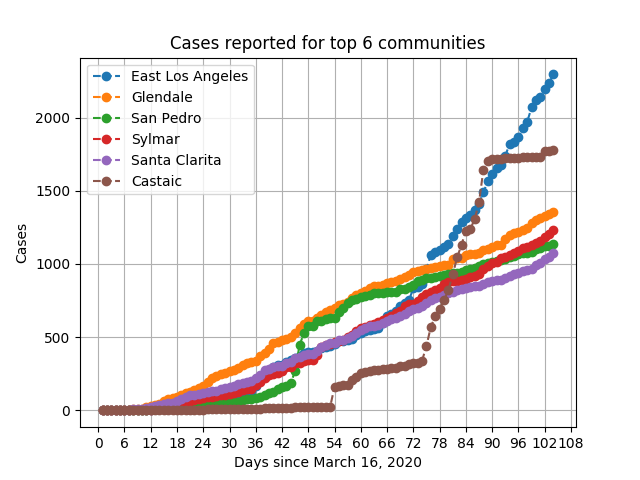 Cases reported for top 6 communities
East Los Angeles
Glendale
San Pedro
Sylmar
Santa Clarita
Castaic
2000
1500
1000
500
0
Cases
0 6 12 18 24 30 36 42 48 54 60 66 72 78 84 90 96 102 108
Days since March 16, 2020